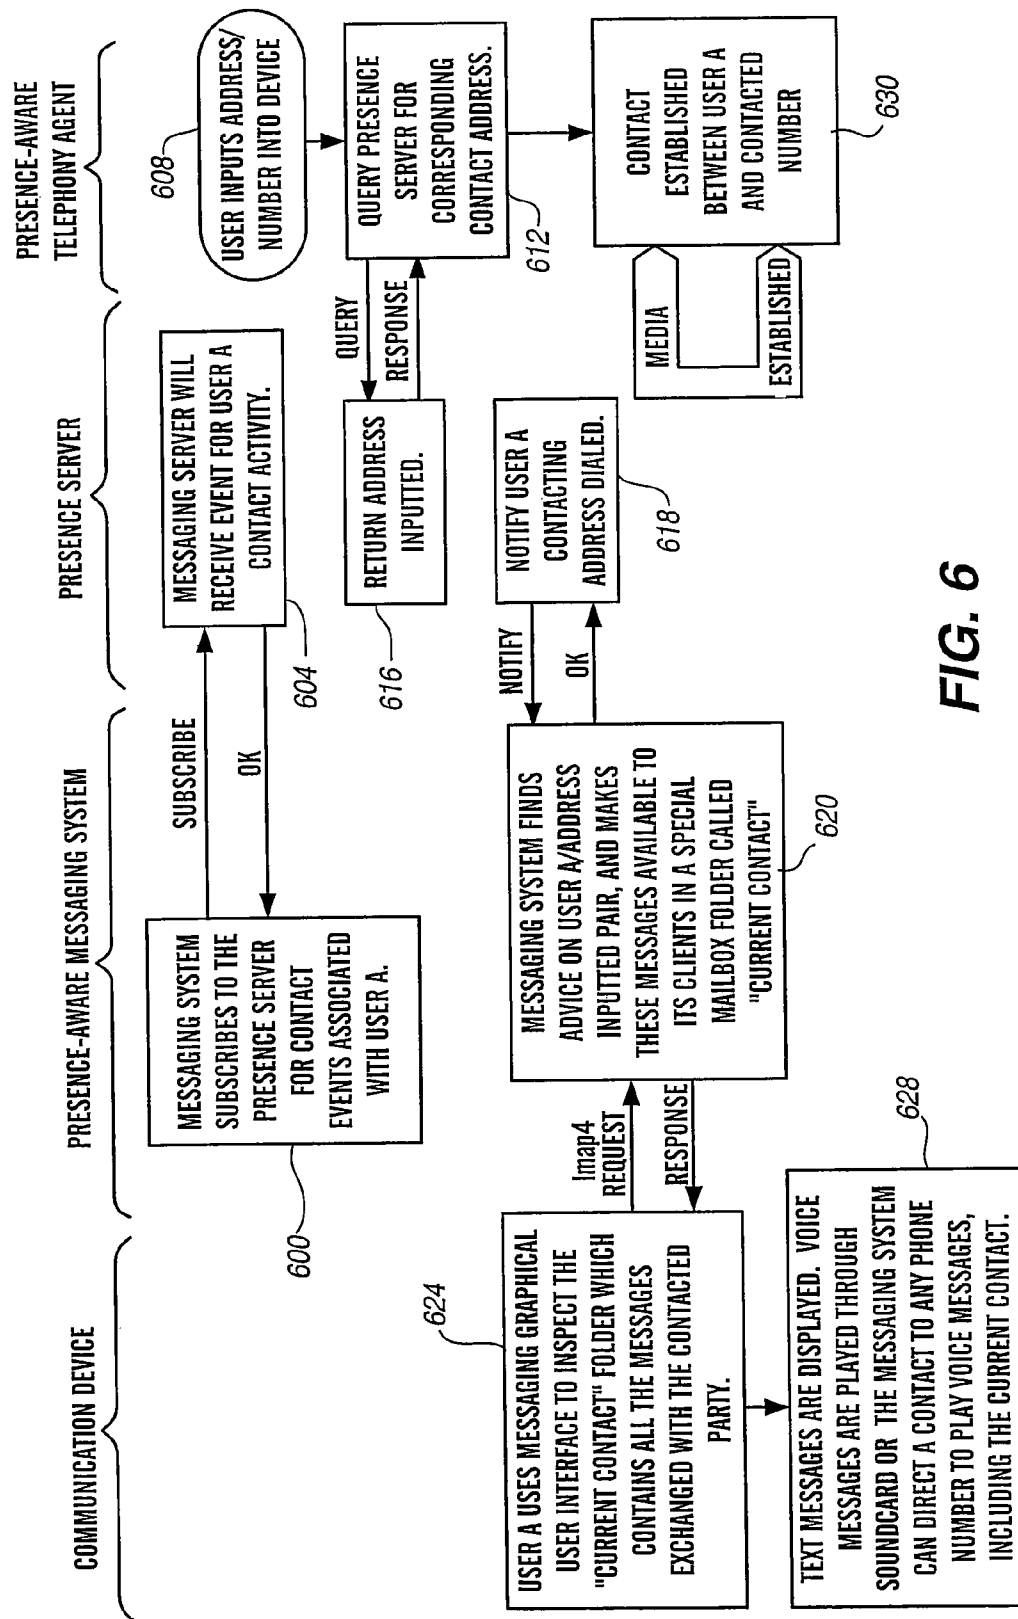 COMMUNICATION DEVICE
PRESENCE-AWARE MESSAGING SYSTEM
PRESENCE SERVER
PRESENCE-AWARE
TELEPHONY AGENT
MESSAGING SYSTEM
SUBSCRIBES TO THE
PRESENCE SERVER
FOR CONTACT
EVENTS ASSOCIATED
WITH USER A.
600
SUBSCRIBE
OK
MESSAGING SERVER WILL
RECEIVE EVENT FOR USER A
CONTACT ACTIVITY.
604
608
USER INPUTS ADDRESS/
NUMBER INTO DEVICE
QUERY PRESENCE
SERVER FOR
CORRESPONDING
CONTACT ADDRESS.
612
QUERY
RESPONSE
RETURN ADDRESS
INPUTTED.
616
NOTIFY USER A
CONTACTING
ADDRESS DIALED.
618
NOTIFY
OK
MESSAGING SYSTEM FINDS
ADVICE ON USER A/ADDRESS
INPUTTED PAIR, AND MAKES
THESE MESSAGES AVAILABLE TO
ITS CLIENTS IN A SPECIAL
MAILBOX FOLDER CALLED
"CURRENT CONTACT"
620
Imap4
REQUEST
RESPONSE
624
USER A USES MESSAGING GRAPHICAL
USER INTERFACE TO INSPECT THE
"CURRENT CONTACT" FOLDER WHICH
CONTAINS ALL THE MESSAGES
EXCHANGED WITH THE CONTACTED
PARTY.
628
TEXT MESSAGES ARE DISPLAYED. VOICE
MESSAGES ARE PLAYED THROUGH
SOUNDCARD OR THE MESSAGING SYSTEM
CAN DIRECT A CONTACT TO ANY PHONE
NUMBER TO PLAY VOICE MESSAGES,
INCLUDING THE CURRENT CONTACT.
CONTACT
ESTABLISHED
BETWEEN USER A
AND CONTACTED
NUMBER
630
MEDIA
ESTABLISHED
FIG. 6